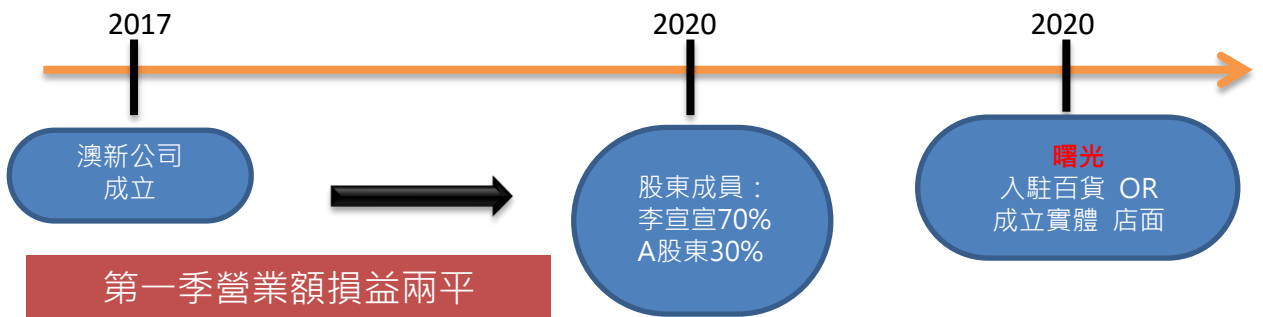 2017
2020
2020
澳新公司
成立
股東成員：
李宣宣70%
A股東30%
曙光
入駐百貨 OR
成立實體 店面
第一季營業額損益兩平